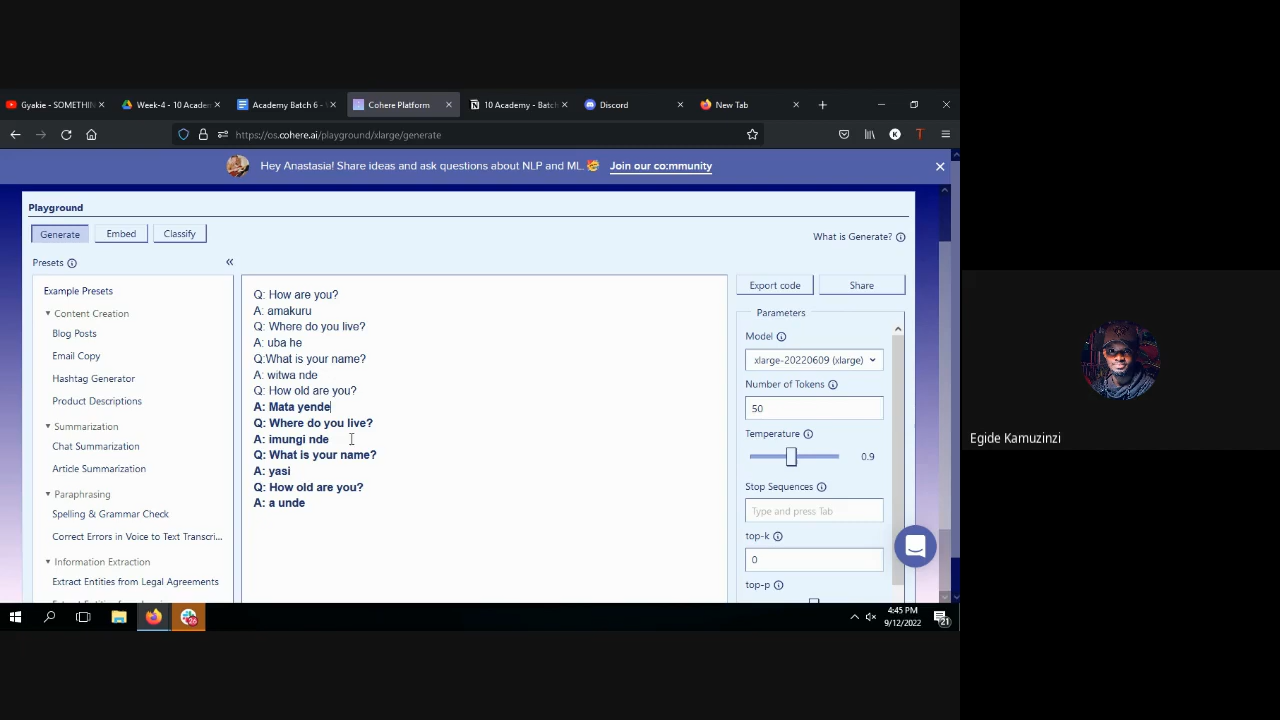 Gyakie - SOMETHIN
Week-4 - 10 Academ
Academy Batch 6 -
Cohere Platform
10 Academy - Batch
Discord
New Tab
https://os.cohere.ai/playground/xlarge/generate
K
T
Hey Anastasia! Share ideas and ask questions about NLP and ML.
Join our co:mmunity
Playground
Generate
Embed
Classify
What is Generate?
Presets
Example Presets
Content Creation
Blog Posts
Email Copy
Hashtag Generator
Product Descriptions
Summarization
Chat Summarization
Article Summarization
Paraphrasing
Spelling & Grammar Check
Correct Errors in Voice to Text Transcri...
Information Extraction
Extract Entities from Legal Agreements
Q: How are you?
A: amakuru
Q: Where do you live?
A: uba he
Q:What is your name?
A: witwa nde
Q: How old are you?
A: Mata yende
Q: Where do you live?
A: imungi nde
Q: What is your name?
A: yasi
Q: How old are you?
A: a unde
Export code
Share
Parameters
Model
xlarge-20220609 (xlarge)
Number of Tokens
50
Temperature
0.9
Stop Sequences
Type and press Tab
top-k
0
top-p
4:45 PM
9/12/2022
21
Egide Kamuzinzi